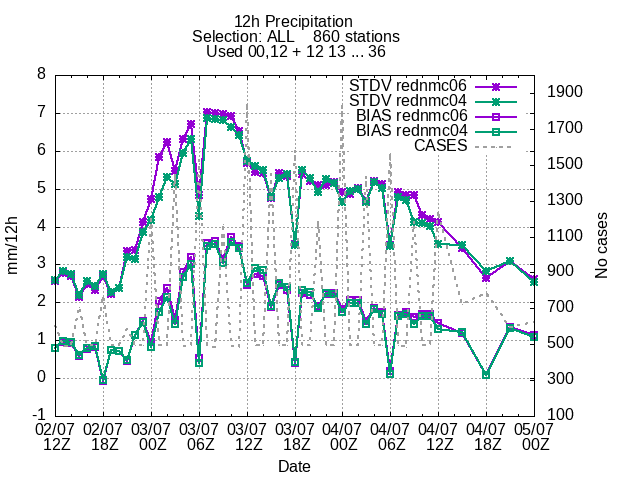 12h Precipitation
Selection: ALL    860 stations
Used 00,12 + 12 13 ... 36
STDV rednmc06
STDV rednmc04
BIAS rednmc06
BIAS rednmc04
CASES
8
7
6
5
4
3
2
1
0
-1
mm/12h
1900
1700
1500
1300
1100
900
700
500
300
100
No cases
02/07 02/07 03/07 03/07 03/07 03/07 04/07 04/07 04/07 04/07 05/07
12Z 18Z 00Z 06Z 12Z 18Z 00Z 06Z 12Z 18Z 00Z
Date